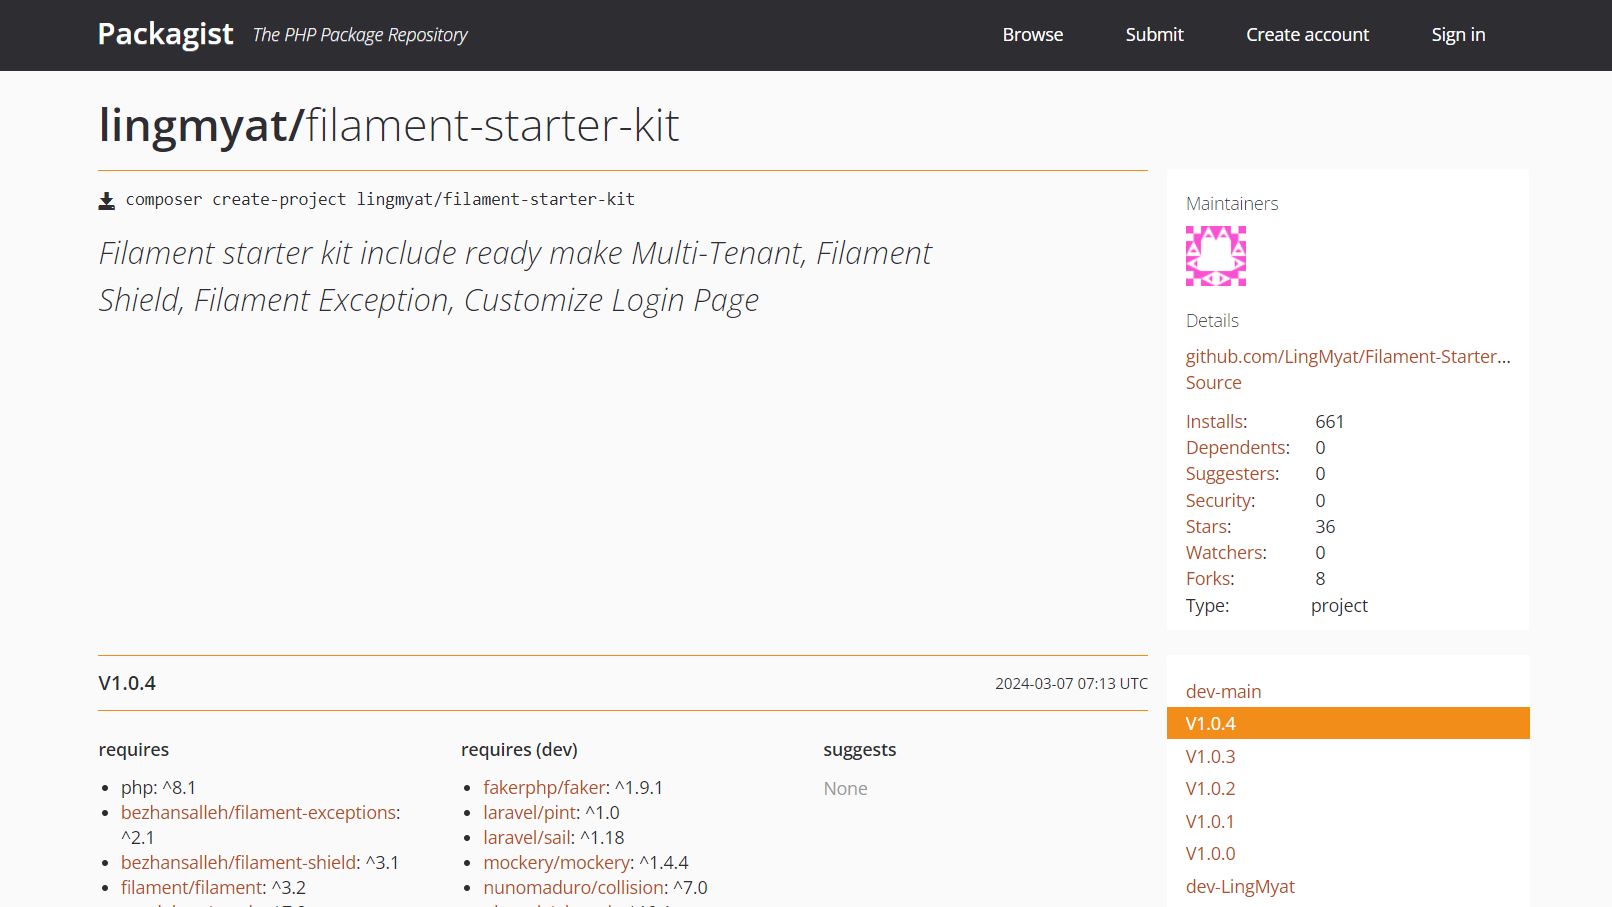 Packagist The PHP Package Repository
Browse
Submit
Create account
Sign in
lingmyat/filament-starter-kit
composer create-project lingmyat/filament-starter-kit
Filament starter kit include ready make Multi-Tenant, Filament
Shield, Filament Exception, Customize Login Page
Maintainers
Details
github.com/LingMyat/Filament-Starter...
Source
Installs: 661
Dependents: 0
Suggesters: 0
Security: 0
Stars: 36
Watchers: 0
Forks: 8
Type: project
V1.0.4
2024-03-07 07:13 UTC
requires
php: ^8.1
bezhansalleh/filament-exceptions:
^2.1
bezhansalleh/filament-shield: ^3.1
filament/filament: ^3.2
requires (dev)
fakerphp/faker: ^1.9.1
laravel/pint: ^1.0
laravel/sail: ^1.18
mockery/mockery: ^1.4.4
nunomaduro/collision: ^7.0
suggests
None
dev-main
V1.0.4
V1.0.3
V1.0.2
V1.0.1
V1.0.0
dev-LingMyat